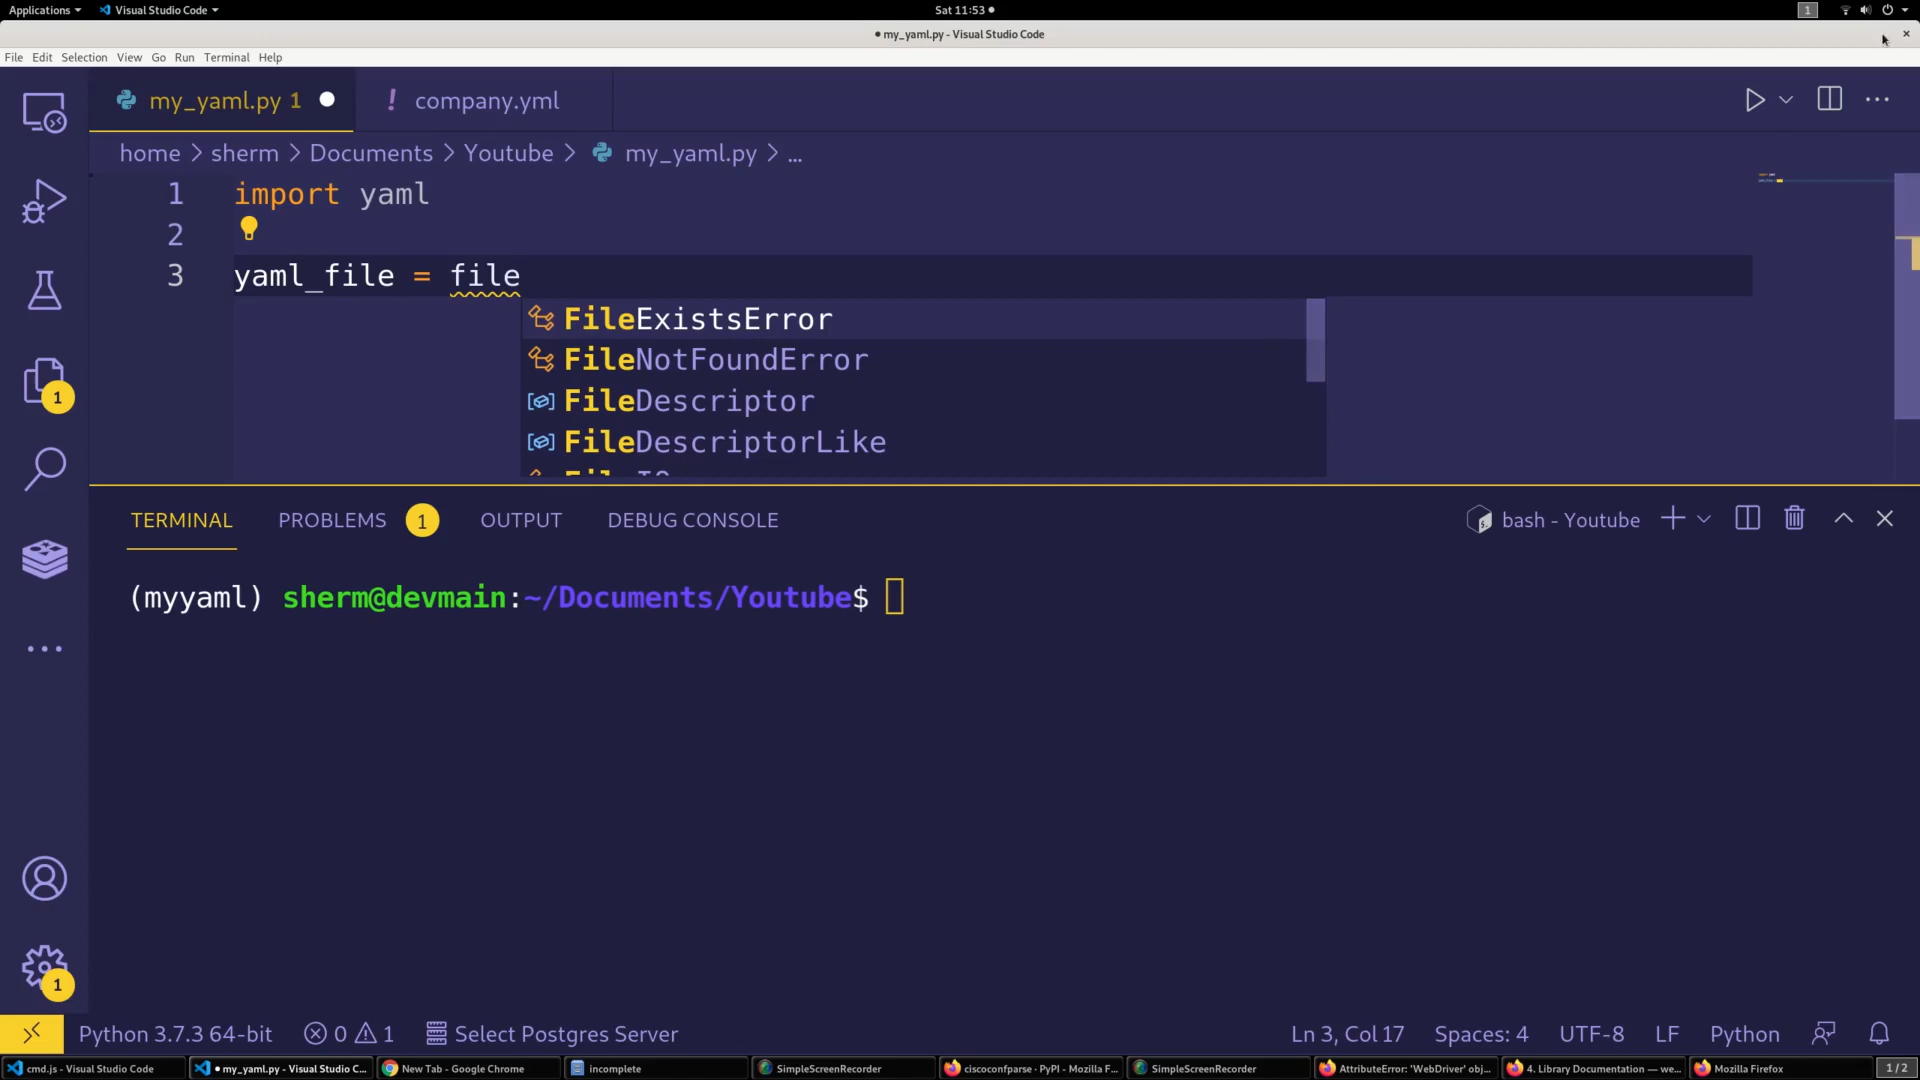 Applications Visual Studio Code Sat 11:53 1
my_yaml.py - Visual Studio Code
File Edit Selection View Go Run Terminal Help
my_yaml.py 1 company.yml
home > sherm > Documents > Youtube > my_yaml.py > ...
1 import yaml
2
3 yaml_file = file
FileExistsError
FileNotFoundError
FileDescriptor
FileDescriptorLike
1
TERMINAL PROBLEMS 1 OUTPUT DEBUG CONSOLE bash - Youtube
(myyaml) sherm@devmain:~/Documents/Youtube$
1
Python 3.7.3 64-bit 0 1 Select Postgres Server Ln 3, Col 17 Spaces: 4 UTF-8 LF Python
cmd.js - Visual Studio Code my_yaml.py - Visual Studio C... New Tab - Google Chrome incomplete SimpleScreenRecorder ciscoconfparse · PyPI - Mozilla F... SimpleScreenRecorder AttributeError: 'WebDriver' obj... 4. Library Documentation — we... Mozilla Firefox 1 / 2